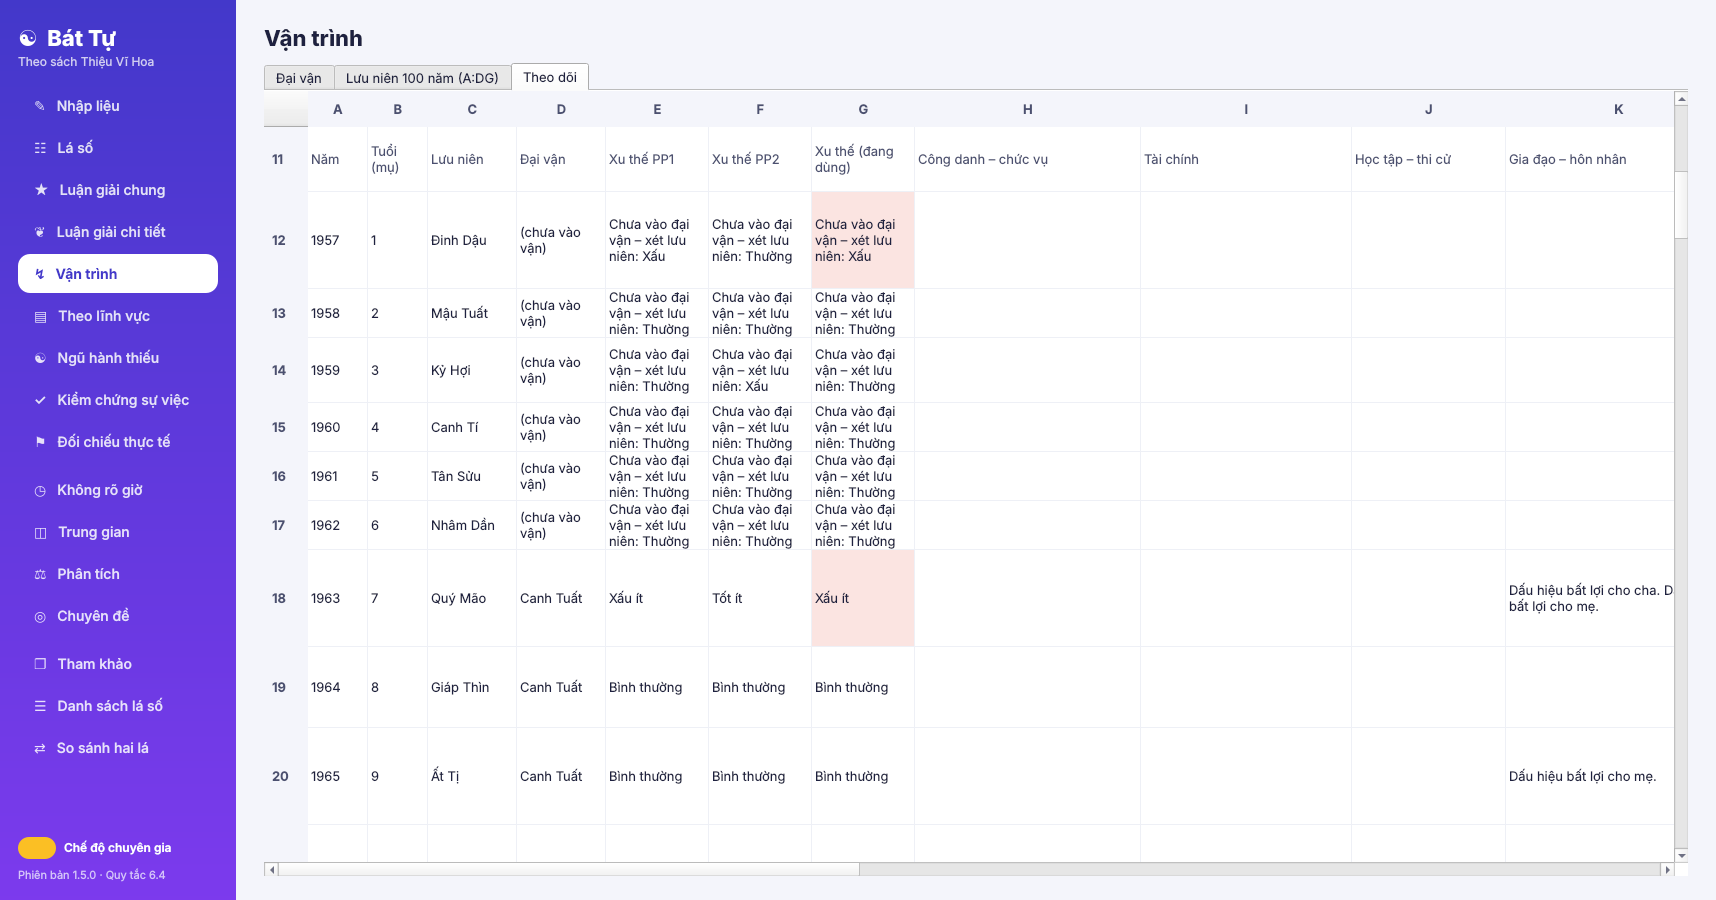 Bát Tự
Theo sách Thiệu Vĩ Hoa
Nhập liệu
Lá số
Luận giải chung
Luận giải chi tiết
Vận trình
Theo lĩnh vực
Ngũ hành thiếu
Kiểm chứng sự việc
Đối chiếu thực tế
Không rõ giờ
Trung gian
Phân tích
Chuyên đề
Tham khảo
Danh sách lá số
So sánh hai lá
Chế độ chuyên gia
Phiên bản 1.5.0 · Quy tắc 6.4
Vận trình
Đại vận Lưu niên 100 năm (A:DG) Theo dõi
A B C D E F G H I J K
11 Năm Tuổi (mụ) Lưu niên Đại vận Xu thế PP1 Xu thế PP2 Xu thế (đang dùng) Công danh – chức vụ Tài chính Học tập – thi cử Gia đạo – hôn nhân
12 1957 1 Đinh Dậu (chưa vào vận) Chưa vào đại vận – xét lưu niên: Xấu Chưa vào đại vận – xét lưu niên: Thường Chưa vào đại vận – xét lưu niên: Xấu
13 1958 2 Mậu Tuất (chưa vào vận) Chưa vào đại vận – xét lưu niên: Thường Chưa vào đại vận – xét lưu niên: Thường Chưa vào đại vận – xét lưu niên: Thường
14 1959 3 Kỷ Hợi (chưa vào vận) Chưa vào đại vận – xét lưu niên: Thường Chưa vào đại vận – xét lưu niên: Xấu Chưa vào đại vận – xét lưu niên: Thường
15 1960 4 Canh Tí (chưa vào vận) Chưa vào đại vận – xét lưu niên: Thường Chưa vào đại vận – xét lưu niên: Thường Chưa vào đại vận – xét lưu niên: Thường
16 1961 5 Tân Sửu (chưa vào vận) Chưa vào đại vận – xét lưu niên: Thường Chưa vào đại vận – xét lưu niên: Thường Chưa vào đại vận – xét lưu niên: Thường
17 1962 6 Nhâm Dần (chưa vào vận) Chưa vào đại vận – xét lưu niên: Thường Chưa vào đại vận – xét lưu niên: Thường Chưa vào đại vận – xét lưu niên: Thường
18 1963 7 Quý Mão Canh Tuất Xấu ít Tốt ít Xấu ít Dấu hiệu bất lợi cho cha. D bất lợi cho mẹ.
19 1964 8 Giáp Thìn Canh Tuất Bình thường Bình thường Bình thường
20 1965 9 Ất Tị Canh Tuất Bình thường Bình thường Bình thường Dấu hiệu bất lợi cho mẹ.